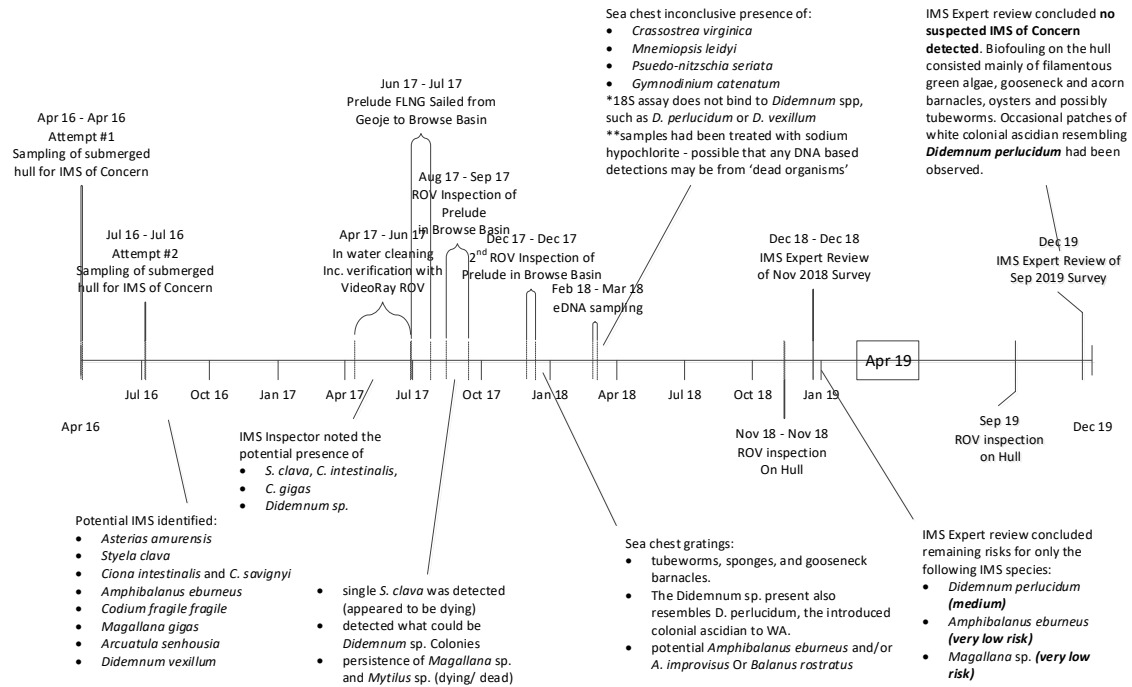 Sea chest inconclusive presence of:
• Crassostrea virginica
• Mnemiopsis leidyi
• Psuedo-nitzschia seriata
• Gymnodinium catenatum
*18S assay does not bind to Didemnum spp,
such as D. perlucidum or D. vexillum
**samples had been treated with sodium
hypochlorite - possible that any DNA based
detections may be from ‘dead organisms’
IMS Expert review concluded no
suspected IMS of Concern
detected. Biofouling on the hull
consisted mainly of filamentous
green algae, gooseneck and acorn
barnacles, oysters and possibly
tubeworms. Occasional patches of
white colonial ascidian resembling
Didemnum perlucidum had been
observed.
Apr 16 - Apr 16
Attempt #1
Sampling of submerged
hull for IMS of Concern
Jul 16 - Jul 16
Attempt #2
Sampling of submerged
hull for IMS of Concern
Jun 17 - Jul 17
Prelude FLNG Sailed from
Geoje to Browse Basin
Apr 17 - Jun 17
In water cleaning
Inc. verification with
VideoRay ROV
Aug 17 - Sep 17
ROV Inspection of
Prelude
in Browse Basin
Dec 17 - Dec 17
2nd ROV Inspection of
Prelude in Browse Basin
Feb 18 - Mar 18
eDNA sampling
Dec 18 - Dec 18
IMS Expert Review
of Nov 2018 Survey
Dec 19
IMS Expert Review of
Sep 2019 Survey
Apr 19
Jul 16
Oct 16
Jan 17
Apr 17
Jul 17
Oct 17
Jan 18
Apr 18
Jul 18
Oct 18
Jan 19
Apr 16
Dec 19
IMS Inspector noted the
potential presence of
• S. clava, C. intestinalis,
• C. gigas
• Didemnum sp.
Nov 18 - Nov 18
ROV inspection
On Hull
Sep 19
ROV inspection
on Hull
Potential IMS identified:
• Asterias amurensis
• Styela clava
• Ciona intestinalis and C. savignyi
• Amphibalanus eburneus
• Codium fragile fragile
• Magallana gigas
• Arcuatula senhousia
• Didemnum vexillum
• single S. clava was detected
(appeared to be dying)
• detected what could be
Didemnum sp. Colonies
• persistence of Magallana sp.
and Mytilus sp. (dying/ dead)
Sea chest gratings:
• tubeworms, sponges, and gooseneck
barnacles.
• The Didemnum sp. present also
resembles D. perlucidum, the introduced
colonial ascidian to WA.
• potential Amphibalanus eburneus and/or
A. improvisus Or Balanus rostratus
IMS Expert review concluded
remaining risks for only the
following IMS species:
• Didemnum perlucidum
(medium)
• Amphibalanus eburneus
(very low risk)
• Magallana sp. (very low
risk)